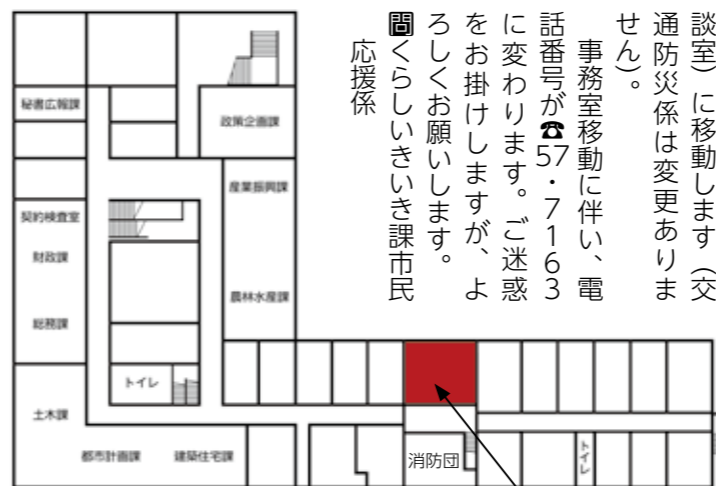 談室）に移動します（交
通防災係は変更ありま
せん）。
　事務室移動に伴い、電
話番号が☎57・7163
に変わります。ご迷惑
をお掛けしますが、よ
ろしくお願いします。
問くらしいきいき課市民
応援係
秘書広報課
政策企画課
産業振興課
契約検査室
財政課
農林水産課
総務課
トイレ
土木課
都市計画課
建築住宅課
消防団
トイレ